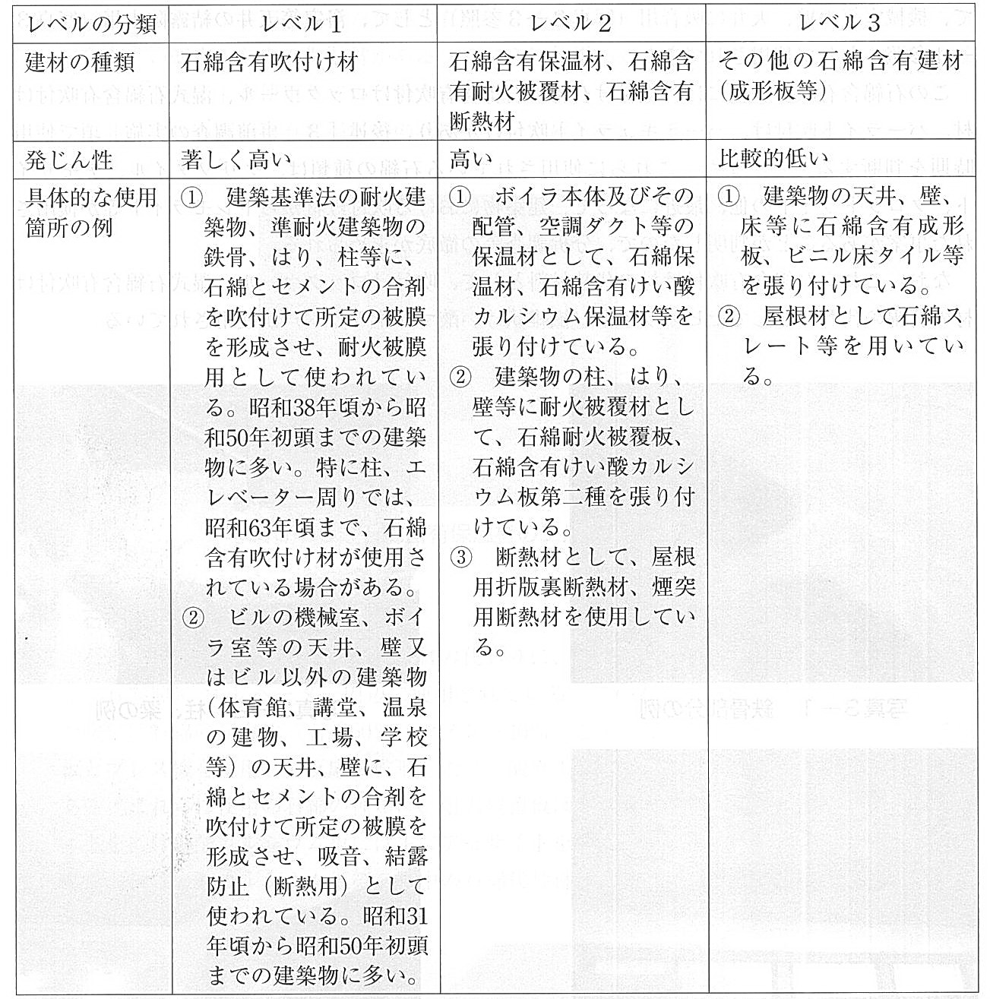 レベルの分類
レベル1
レベル2
レベル3
建材の種類
石綿含有吹付け材
石綿含有保温材、石綿含
有耐火被覆材、石綿含有
断熱材
その他の石綿含有建材
(成形板等)
発じん性
著しく高い
高い
比較的低い
具体的な使用
箇所の例
① 建築基準法の耐火建
築物、準耐火建築物の
鉄骨、はり、柱等に、
石綿とセメントの合剤
を吹付けて所定の被膜
を形成させ、耐火被膜
用として使われてい
る。昭和38年頃から昭
和50年初頭までの建築
物に多い。特に柱、エ
レベーター周りでは、
昭和63年頃まで、石綿
含有吹付け材が使用さ
れている場合がある。
② ビルの機械室、ボイ
ラ室等の天井、壁又
はビル以外の建築物
(体育館、講堂、温泉
の建物、工場、学校
等）の天井、壁に、石
綿とセメントの合剤を
吹付けて所定の被膜を
形成させ、吸音、結露
防止（断熱用）として
使われている。昭和31
年頃から昭和50年初頭
までの建築物に多い。
① ボイラ本体及びその
配管、空調ダクト等の
保温材として、石綿保
温材、石綿含有けい酸
カルシウム保温材等を
張り付けている。
② 建築物の柱、はり、
壁等に耐火被覆材とし
て、石綿耐火被覆板、
石綿含有けい酸カルシ
ウム板第二種を張り付
けている。
③ 断熱材として、屋根
用折版裏断熱材、煙突
用断熱材を使用してい
る。
① 建築物の天井、壁、
床等に石綿含有成形
板、ビニル床タイル等
を張り付けている。
② 屋根材として石綿ス
レート等を用いてい
る。